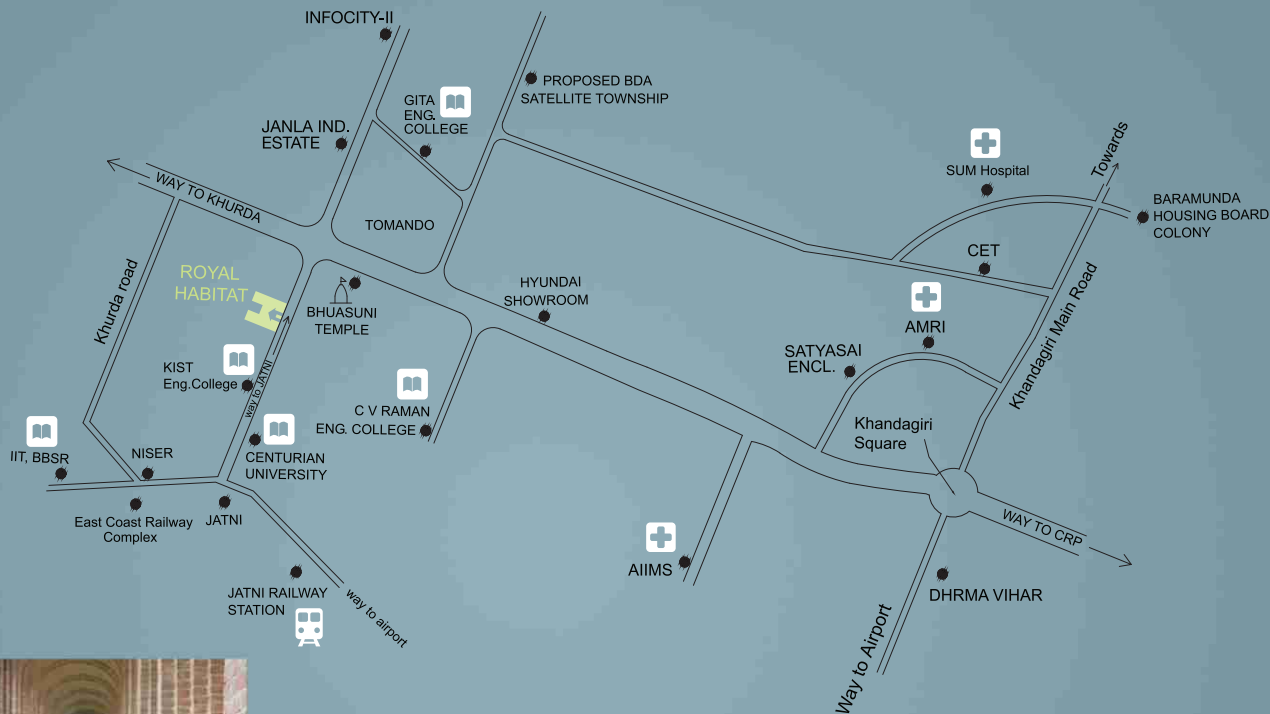 INFOCITY-II
GITA
ENG.
COLLEGE
PROPOSED BDA
SATELLITE TOWNSHIP
JANLA IND.
ESTATE
Towards
SUM Hospital
BARAMUNDA
HOUSING BOARD
COLONY
WAY TO KHURDA
TOMANDO
CET
ROYAL
HABITAT
Khurda road
BHUASUNI
TEMPLE
HYUNDAI
SHOWROOM
AMRI
Khandagiri Main Road
SATYASAI
ENCL.
KIST
Eng.College
way to JATNI
C V RAMAN
ENG. COLLEGE
Khandagiri
Square
IIT, BBSR
NISER
CENTURIAN
UNIVERSITY
East Coast Railway
Complex
JATNI
WAY TO CRP
AIIMS
JATNI RAILWAY
STATION
way to airport
DHRMA VIHAR
Way to Airport